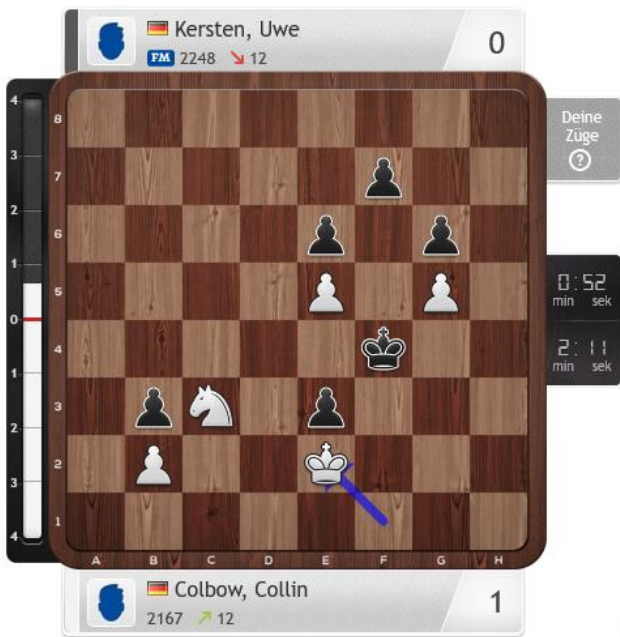 Kersten, Uwe
0
FM 2248 12
4
3
2
1
0
1
2
3
4
8
7
6
5
4
3
2
1
A B C D E F G H
Deine
Züge
?
0:52
min sek
2:11
min sek
Colbow, Collin
1
2167 12